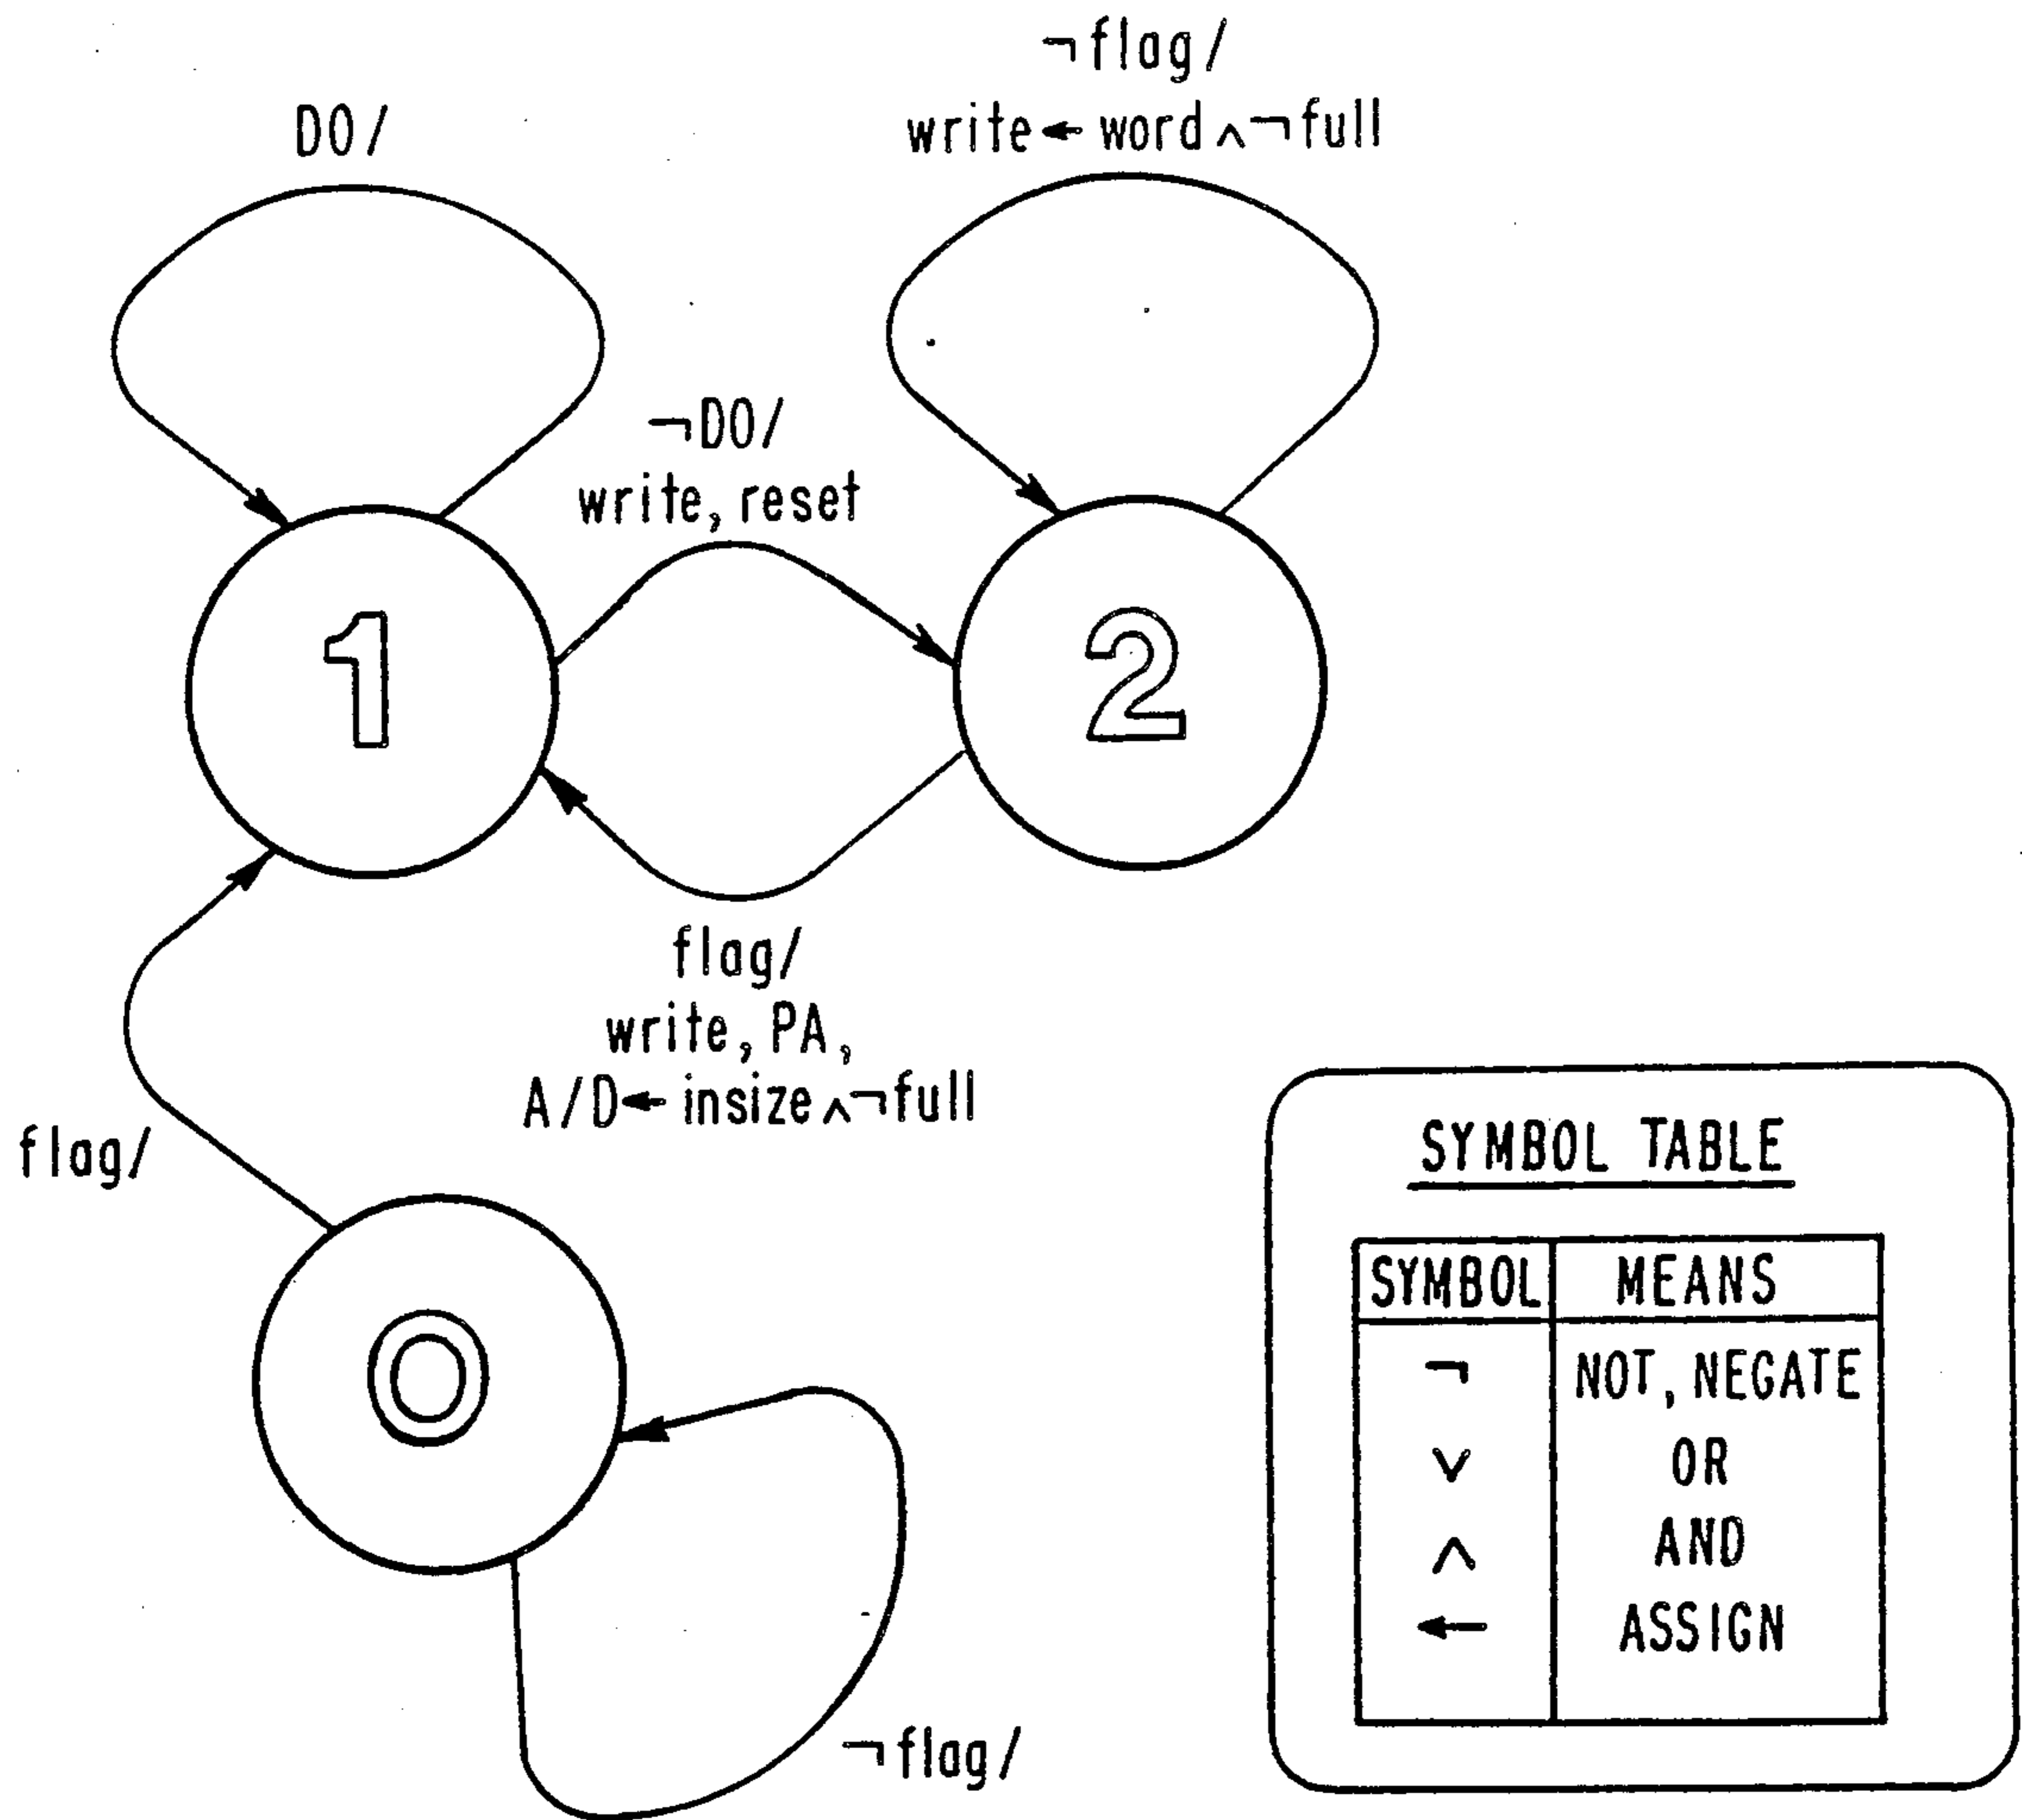 DO/
¬flag/
write←word∧¬full
¬DO/
write, reset
1
2
flag/
write, PA,
A/D←insize∧¬full
flag/
0
¬flag/
SYMBOL TABLE
SYMBOL MEANS
¬ NOT, NEGATE
∨ OR
∧ AND
← ASSIGN